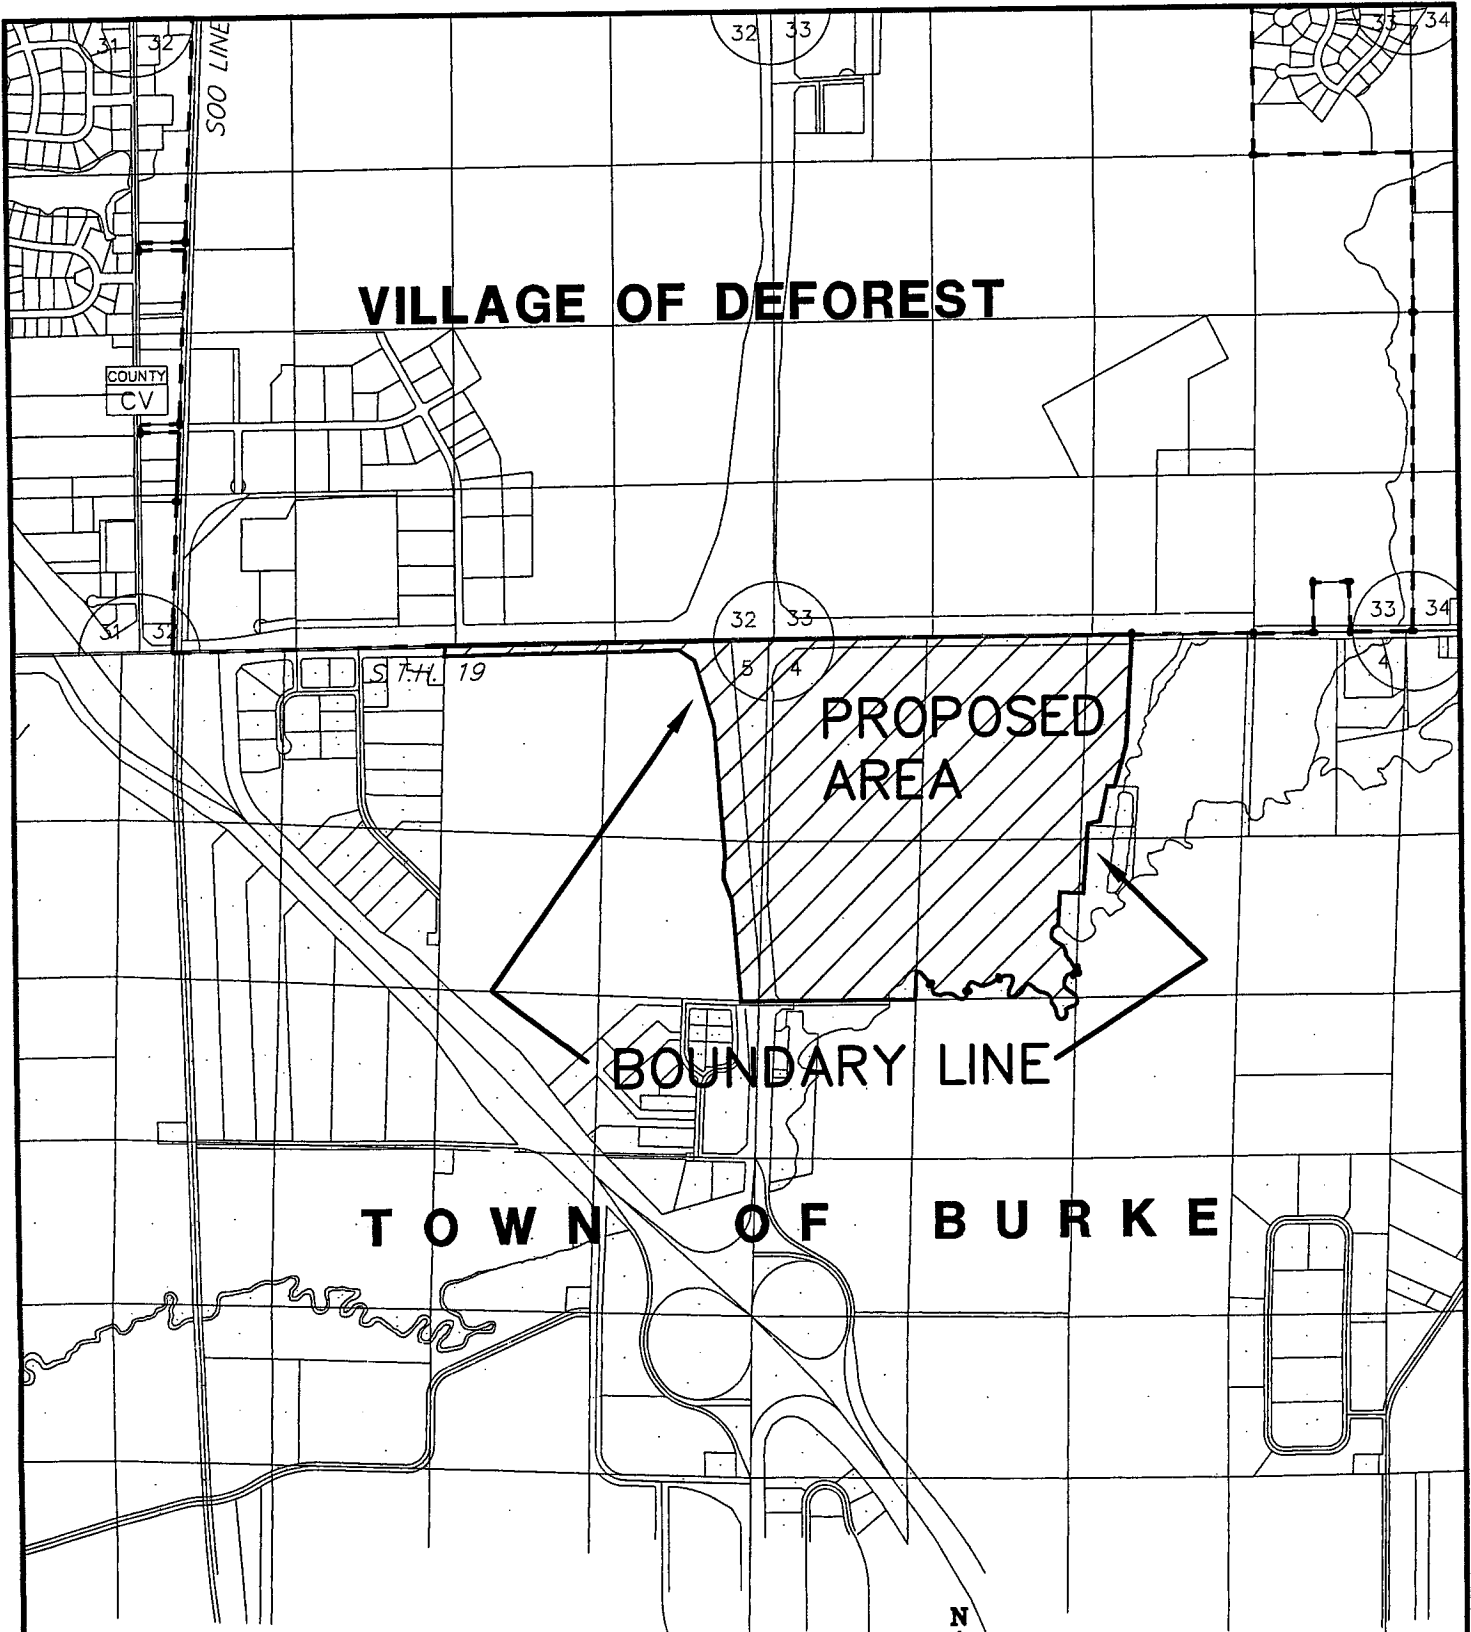 31 32
SOO LINE
32 33
33 34
VILLAGE OF DEFOREST
COUNTY
CV
31 32
32 33
5 4
33 34
4
S.T.H. 19
PROPOSED
AREA
BOUNDARY LINE
TOWN OF BURKE
N